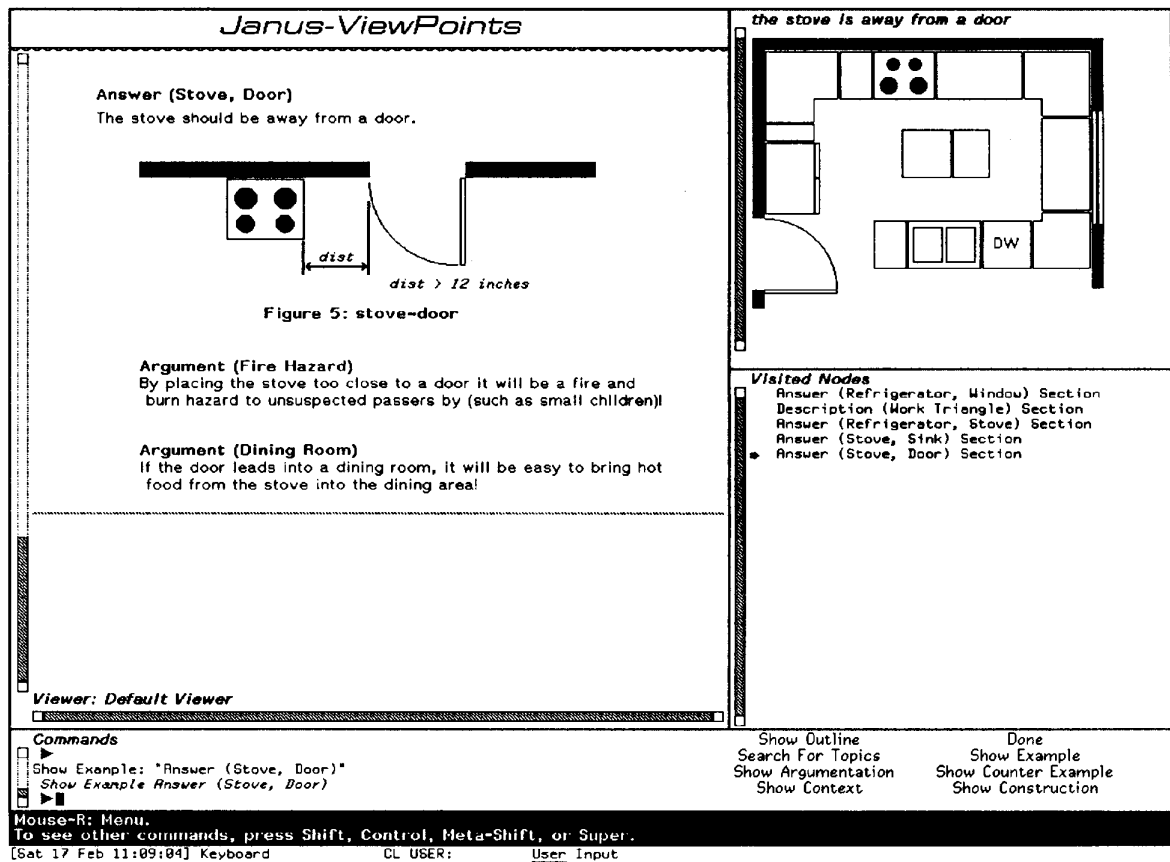 Janus-ViewPoints
Answer (Stove, Door)
The stove should be away from a door.
dist
dist > 12 inches
Figure 5: stove-door
Argument (Fire Hazard)
By placing the stove too close to a door it will be a fire and
burn hazard to unsuspected passers by (such as small children)!
Argument (Dining Room)
If the door leads into a dining room, it will be easy to bring hot
food from the stove into the dining area!
Viewer: Default Viewer
the stove is away from a door
DW
Visited Nodes
Answer (Refrigerator, Window) Section
Description (Work Triangle) Section
Answer (Refrigerator, Stove) Section
Answer (Stove, Sink) Section
Answer (Stove, Door) Section
Commands
Show Example: "Answer (Stove, Door)"
Show Example Answer (Stove, Door)
Show Outline Done
Search For Topics Show Example
Show Argumentation Show Counter Example
Show Context Show Construction
Mouse-R: Menu.
To see other commands, press Shift, Control, Meta-Shift, or Super.
[Sat 17 Feb 11:09:04] Keyboard CL USER: User Input